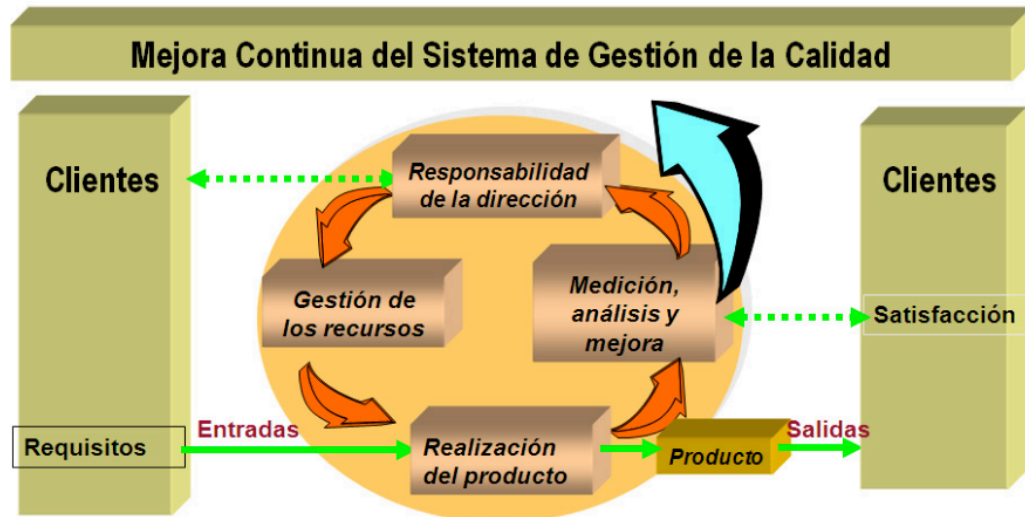 Mejora Continua del Sistema de Gestión de la Calidad
Clientes
Responsabilidad
de la dirección
Clientes
Gestión de
los recursos
Medición,
análisis y
mejora
Satisfacción
Requisitos
Entradas
Realización
del producto
Producto
Salidas